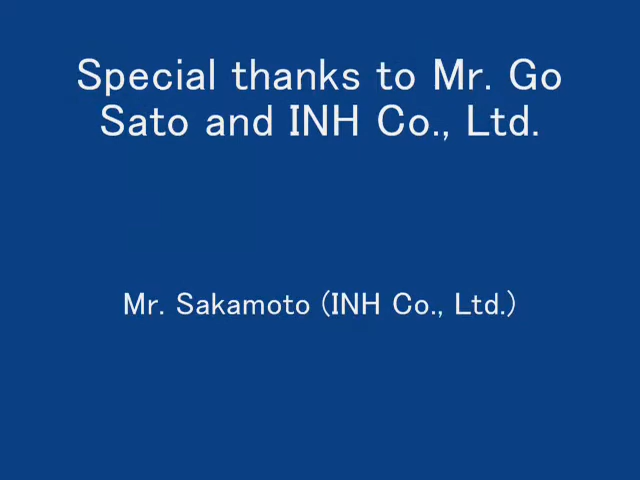 Special thanks to Mr. Go
Sato and INH Co., Ltd.
Mr. Sakamoto (INH Co., Ltd.)